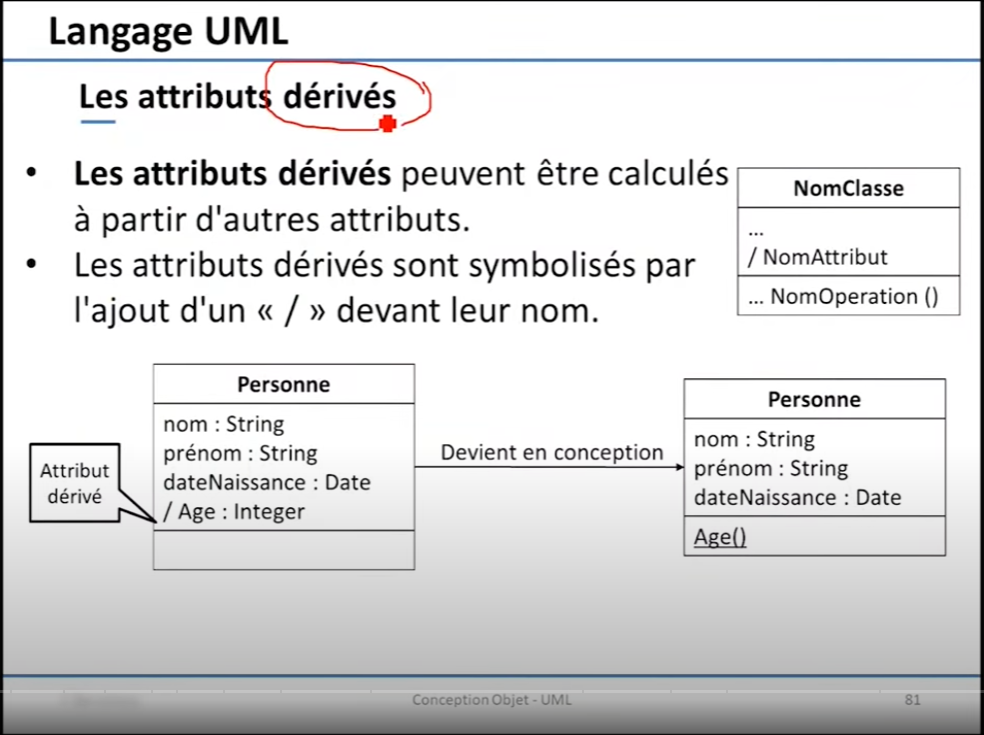 Langage UML
Les attributs dérivés
• Les attributs dérivés peuvent être calculés
à partir d'autres attributs.
• Les attributs dérivés sont symbolisés par
l'ajout d'un « / » devant leur nom.
NomClasse
...
/ NomAttribut
... NomOperation ()
Personne
nom : String
prénom : String
dateNaissance : Date
/ Age : Integer
Attribut
dérivé
Devient en conception
Personne
nom : String
prénom : String
dateNaissance : Date
Age()
Conception Objet - UML
81